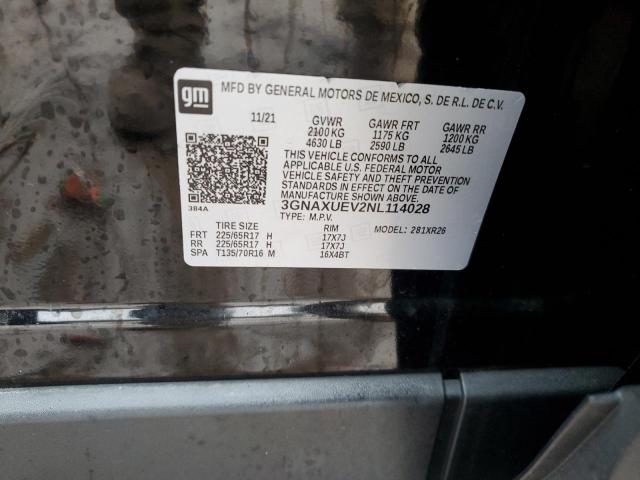 gm
MFD BY GENERAL MOTORS DE MEXICO, S. DE R.L. DE C.V.
11/21 GVWR GAWR FRT GAWR RR
2100 KG 1175 KG 1200 KG
4630 LB 2590 LB 2645 LB
THIS VEHICLE CONFORMS TO ALL
APPLICABLE U.S. FEDERAL MOTOR
VEHICLE SAFETY AND THEFT PREVENTION
STANDARDS IN EFFECT ON THE DATE OF
MANUFACTURE SHOWN ABOVE.
384A 3GNAXUEV2NL114028
TYPE: M.P.V. MODEL: 281XR26
TIRE SIZE RIM
FRT 225/65R17 H 17X7J
RR 225/65R17 H 17X7J
SPA T135/70R16 M 16X4BT